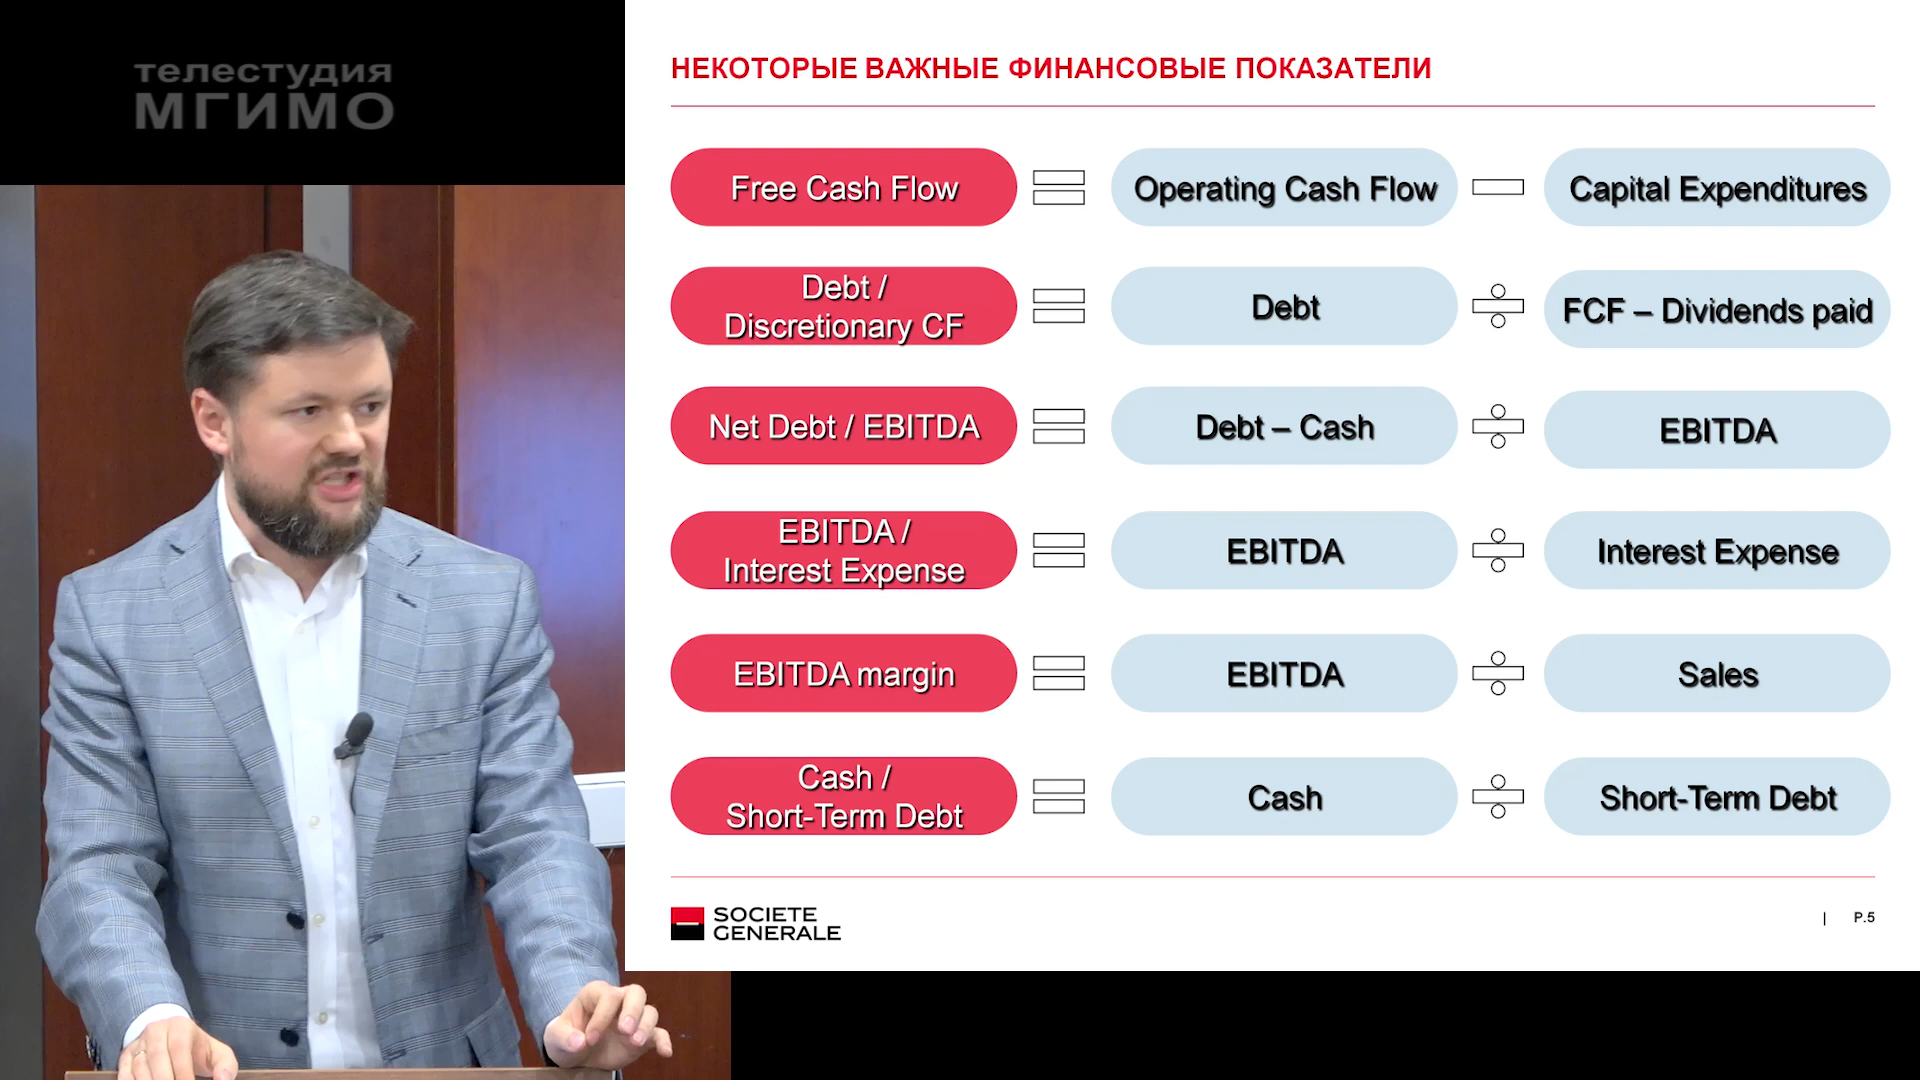 телестудия
МГИМО
НЕКОТОРЫЕ ВАЖНЫЕ ФИНАНСОВЫЕ ПОКАЗАТЕЛИ
Free Cash Flow = Operating Cash Flow − Capital Expenditures
Debt /
Discretionary CF = Debt ÷ FCF – Dividends paid
Net Debt / EBITDA = Debt – Cash ÷ EBITDA
EBITDA /
Interest Expense = EBITDA ÷ Interest Expense
EBITDA margin = EBITDA ÷ Sales
Cash /
Short-Term Debt = Cash ÷ Short-Term Debt
SOCIETE
GENERALE
| P.5